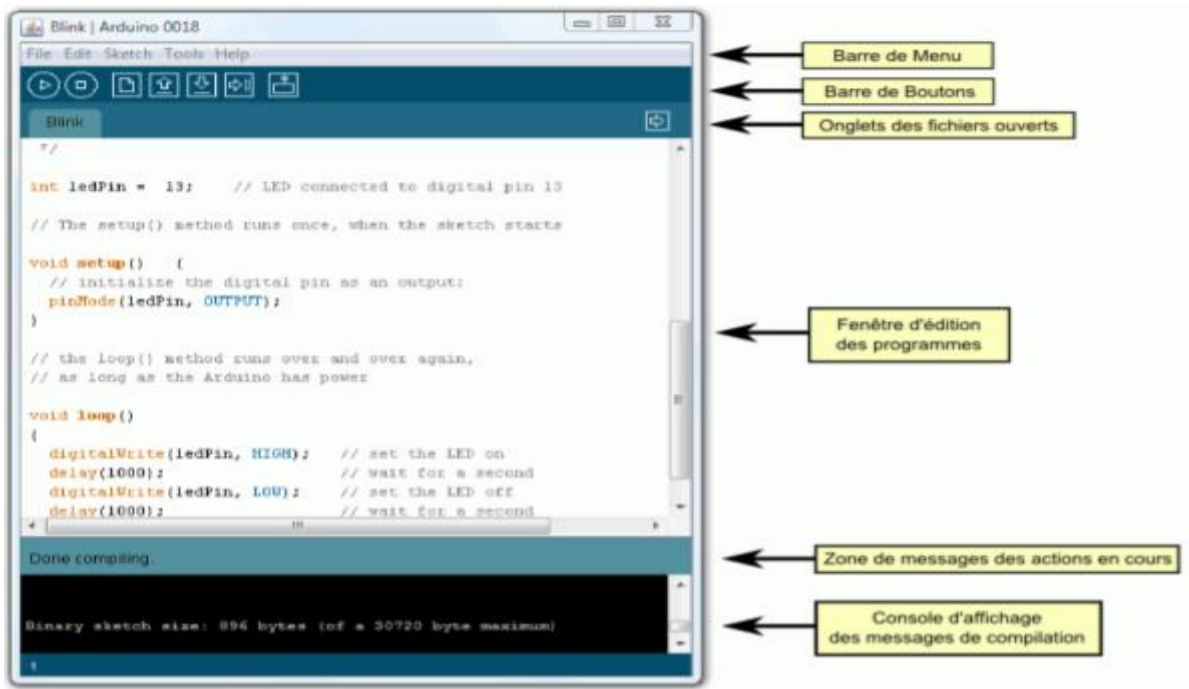 Blink | Arduino 0018
File Edit Sketch Tools Help
Blink
*/
int ledPin = 13; // LED connected to digital pin 13
// The setup() method runs once, when the sketch starts
void setup() {
// initialize the digital pin as an output:
pinMode(ledPin, OUTPUT);
}
// the loop() method runs over and over again,
// as long as the Arduino has power
void loop()
{
digitalWrite(ledPin, HIGH); // set the LED on
delay(1000); // wait for a second
digitalWrite(ledPin, LOW); // set the LED off
delay(1000); // wait for a second
Done compiling.
Binary sketch size: 896 bytes (of a 30720 byte maximum)
1
Barre de Menu
Barre de Boutons
Onglets des fichiers ouverts
Fenêtre d'édition
des programmes
Zone de messages des actions en cours
Console d'affichage
des messages de compilation